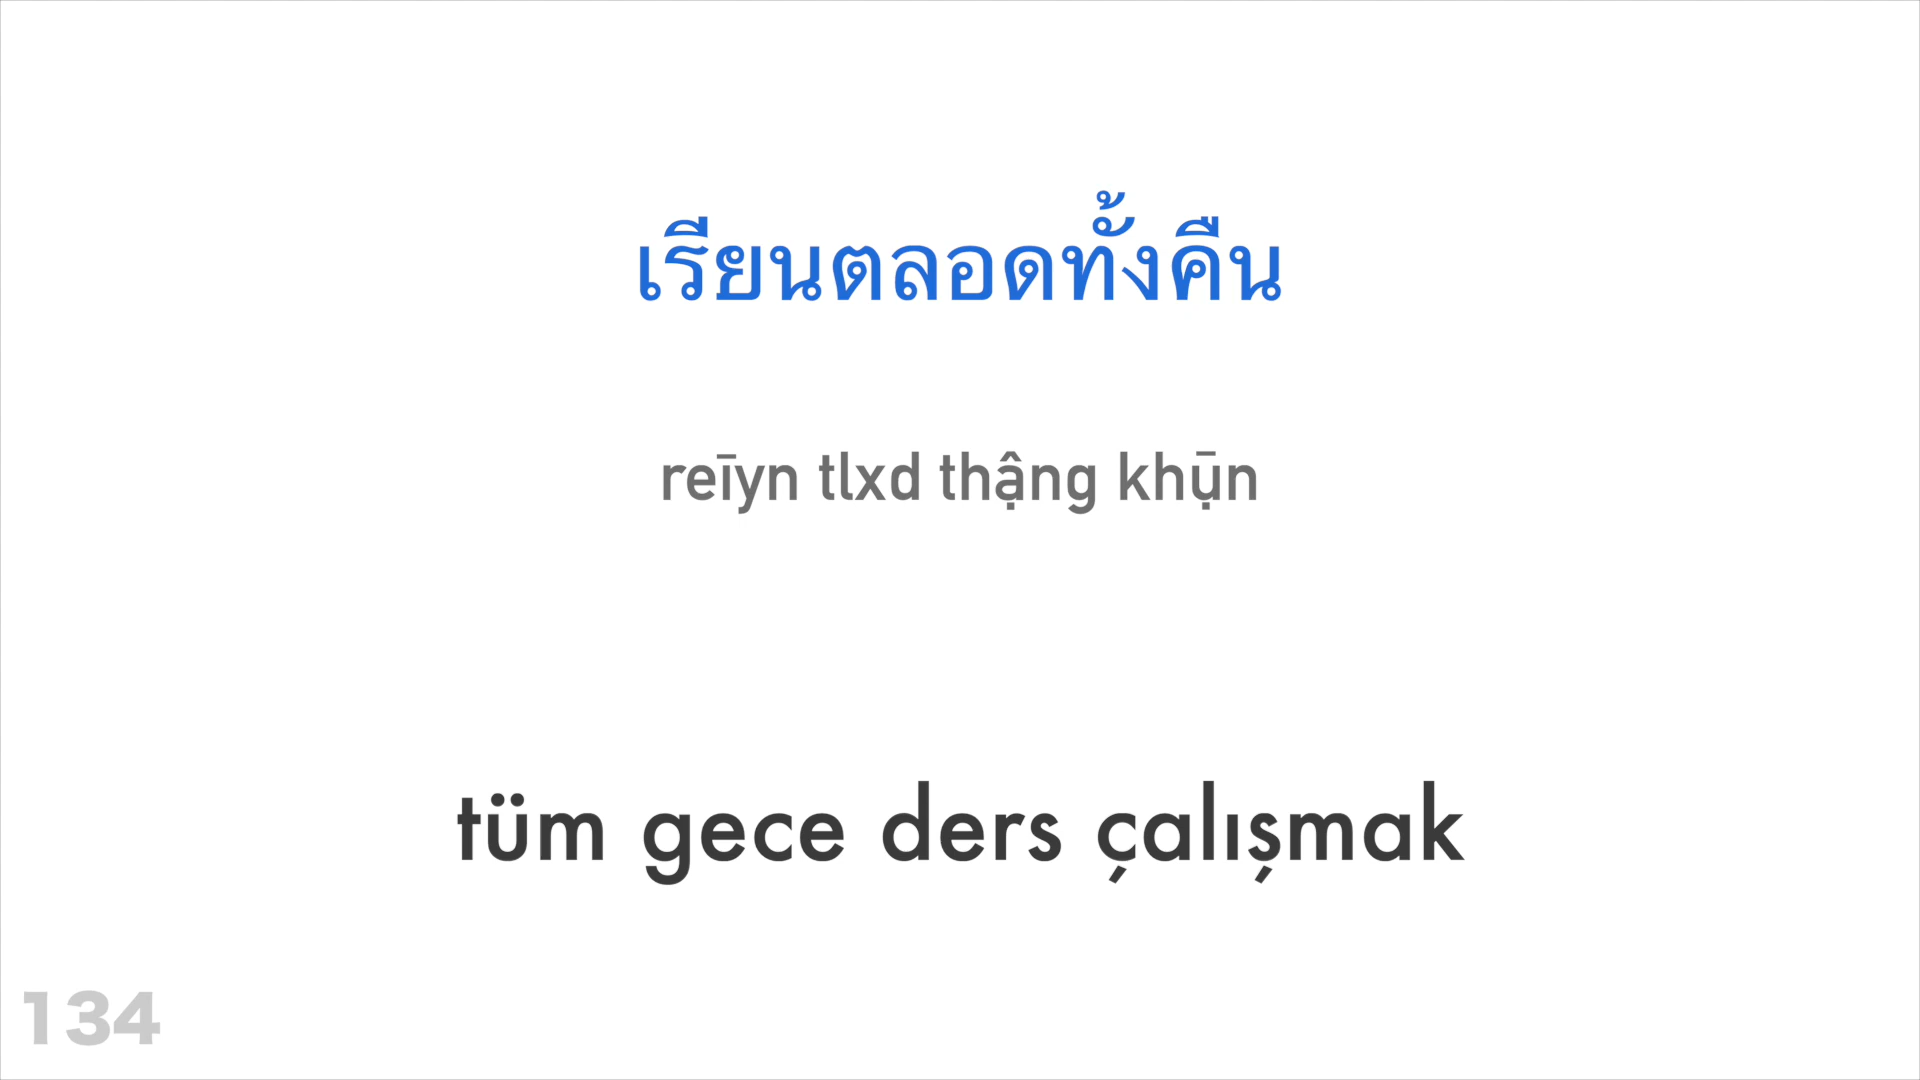 เรียนตลอดทั้งคืน
reīyn tlxd thậng khụ̄n
tüm gece ders çalışmak
134